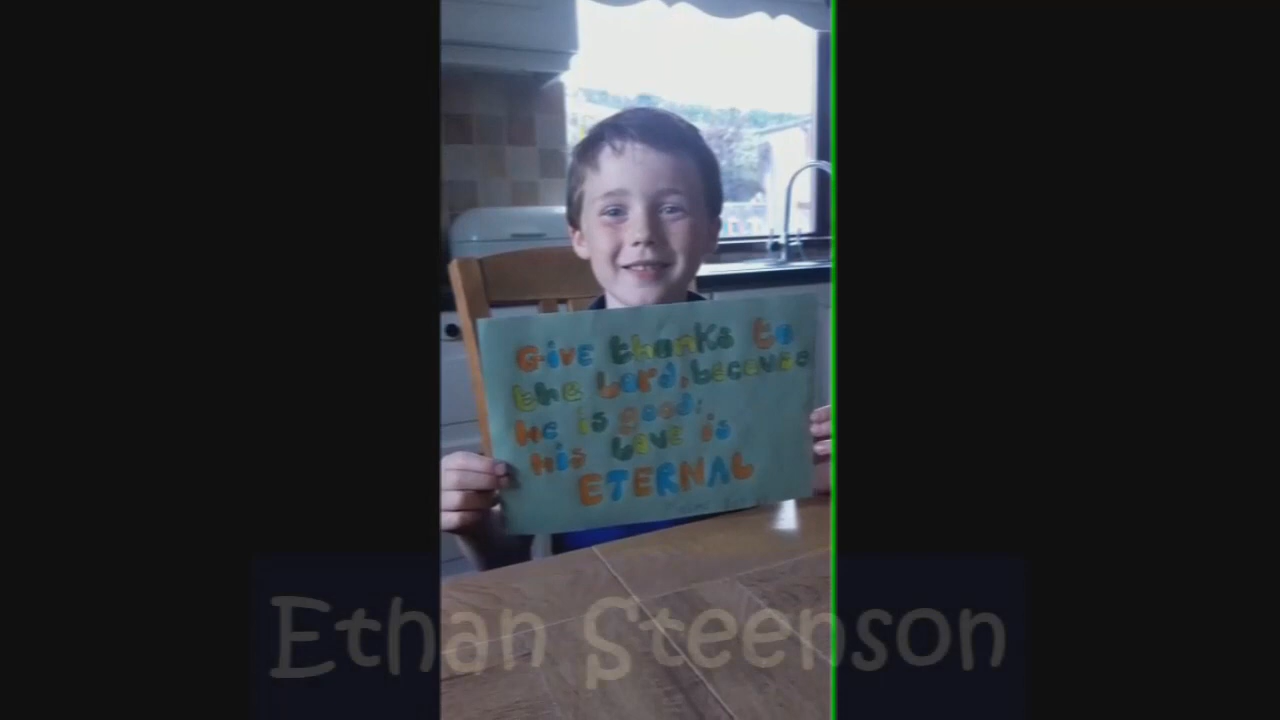 Give thanks to
the Lord, because
he is good;
his love is
ETERNAL
Ethan Steenson